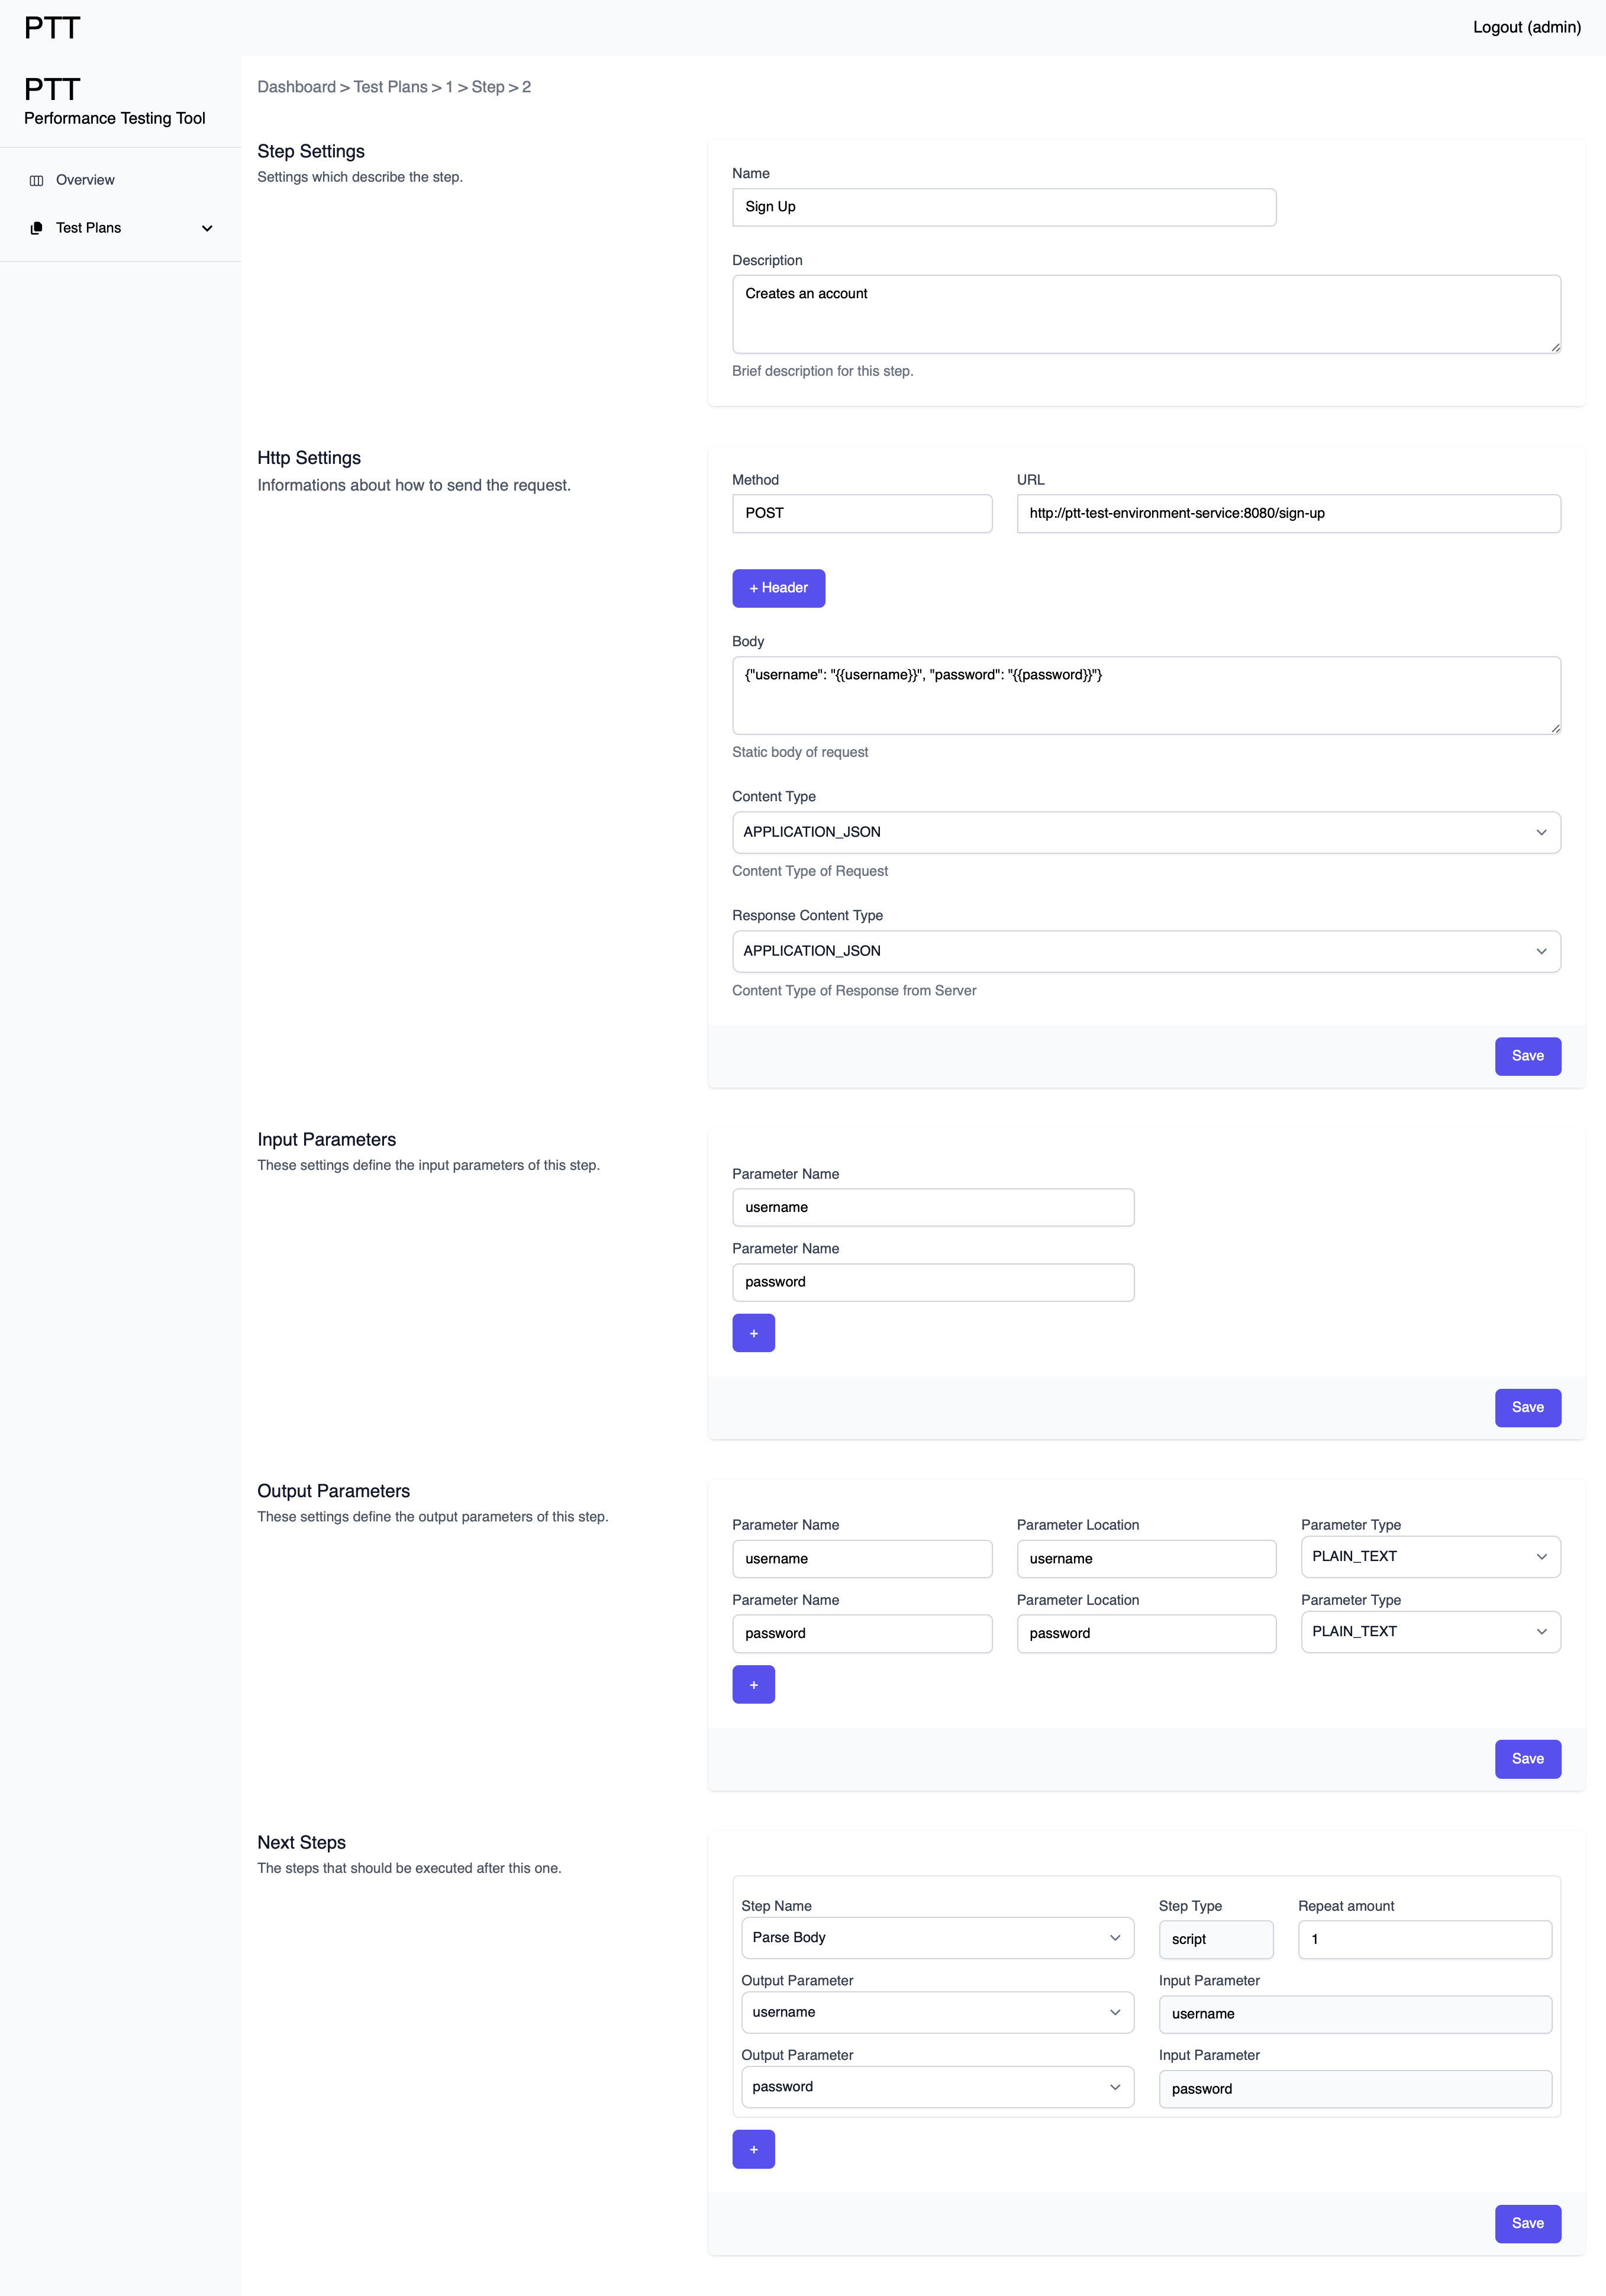 PTT
Logout (admin)
PTT
Performance Testing Tool
Overview
Test Plans
Dashboard > Test Plans > 1 > Step > 2
Step Settings
Settings which describe the step.
Name
Sign Up
Description
Creates an account
Brief description for this step.
Http Settings
Informations about how to send the request.
Method
URL
POST
http://ptt-test-environment-service:8080/sign-up
+ Header
Body
{"username": "{{username}}", "password": "{{password}}"}
Static body of request
Content Type
APPLICATION_JSON
Content Type of Request
Response Content Type
APPLICATION_JSON
Content Type of Response from Server
Save
Input Parameters
These settings define the input parameters of this step.
Parameter Name
username
Parameter Name
password
+
Save
Output Parameters
These settings define the output parameters of this step.
Parameter Name
Parameter Location
Parameter Type
username
username
PLAIN_TEXT
Parameter Name
Parameter Location
Parameter Type
password
password
PLAIN_TEXT
+
Save
Next Steps
The steps that should be executed after this one.
Step Name
Step Type
Repeat amount
Parse Body
script
1
Output Parameter
Input Parameter
username
username
Output Parameter
Input Parameter
password
password
+
Save